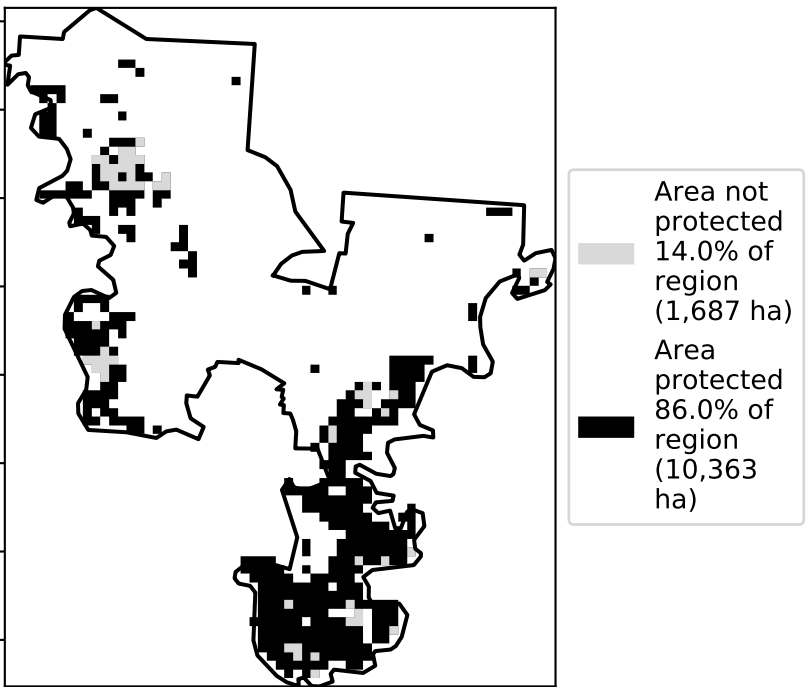 Area not
protected
14.0% of
region
(1,687 ha)
Area
protected
86.0% of
region
(10,363
ha)